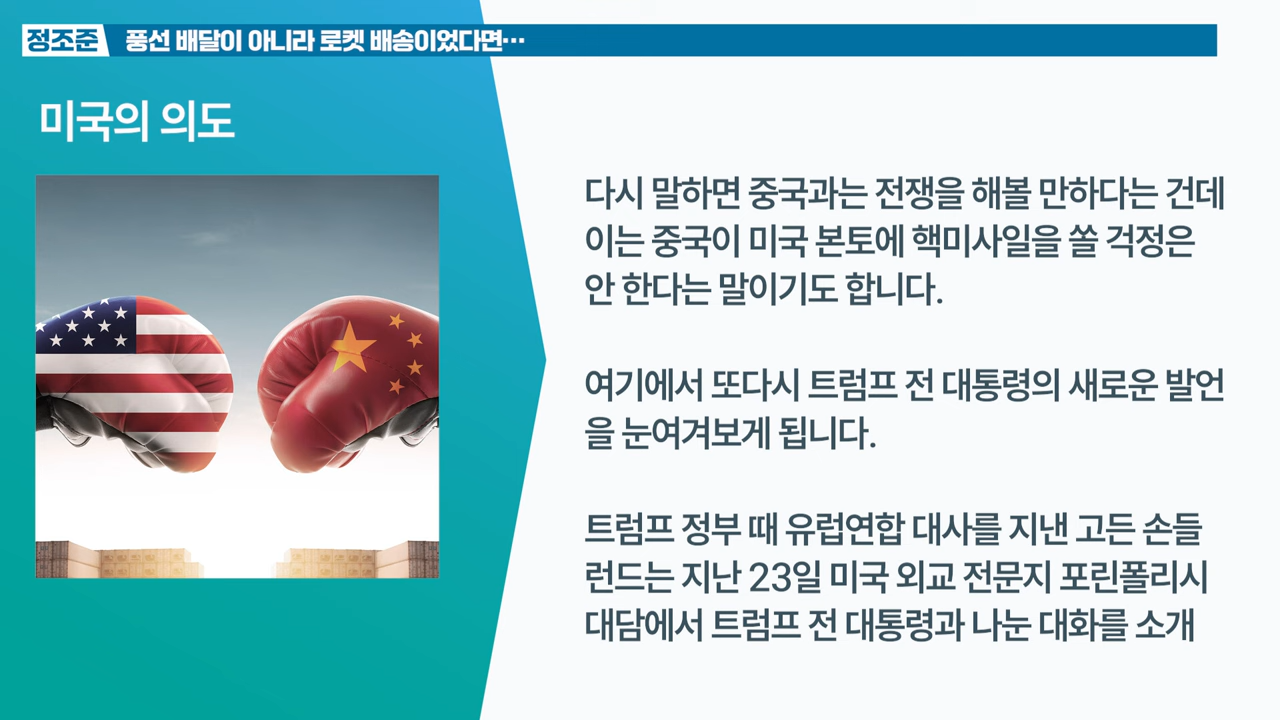 정조준 풍선 배달이 아니라 로켓 배송이었다면…
미국의 의도
다시 말하면 중국과는 전쟁을 해볼 만하다는 건데
이는 중국이 미국 본토에 핵미사일을 쏠 걱정은
안 한다는 말이기도 합니다.
여기에서 또다시 트럼프 전 대통령의 새로운 발언
을 눈여겨보게 됩니다.
트럼프 정부 때 유럽연합 대사를 지낸 고든 손들
런드는 지난 23일 미국 외교 전문지 포린폴리시
대담에서 트럼프 전 대통령과 나눈 대화를 소개